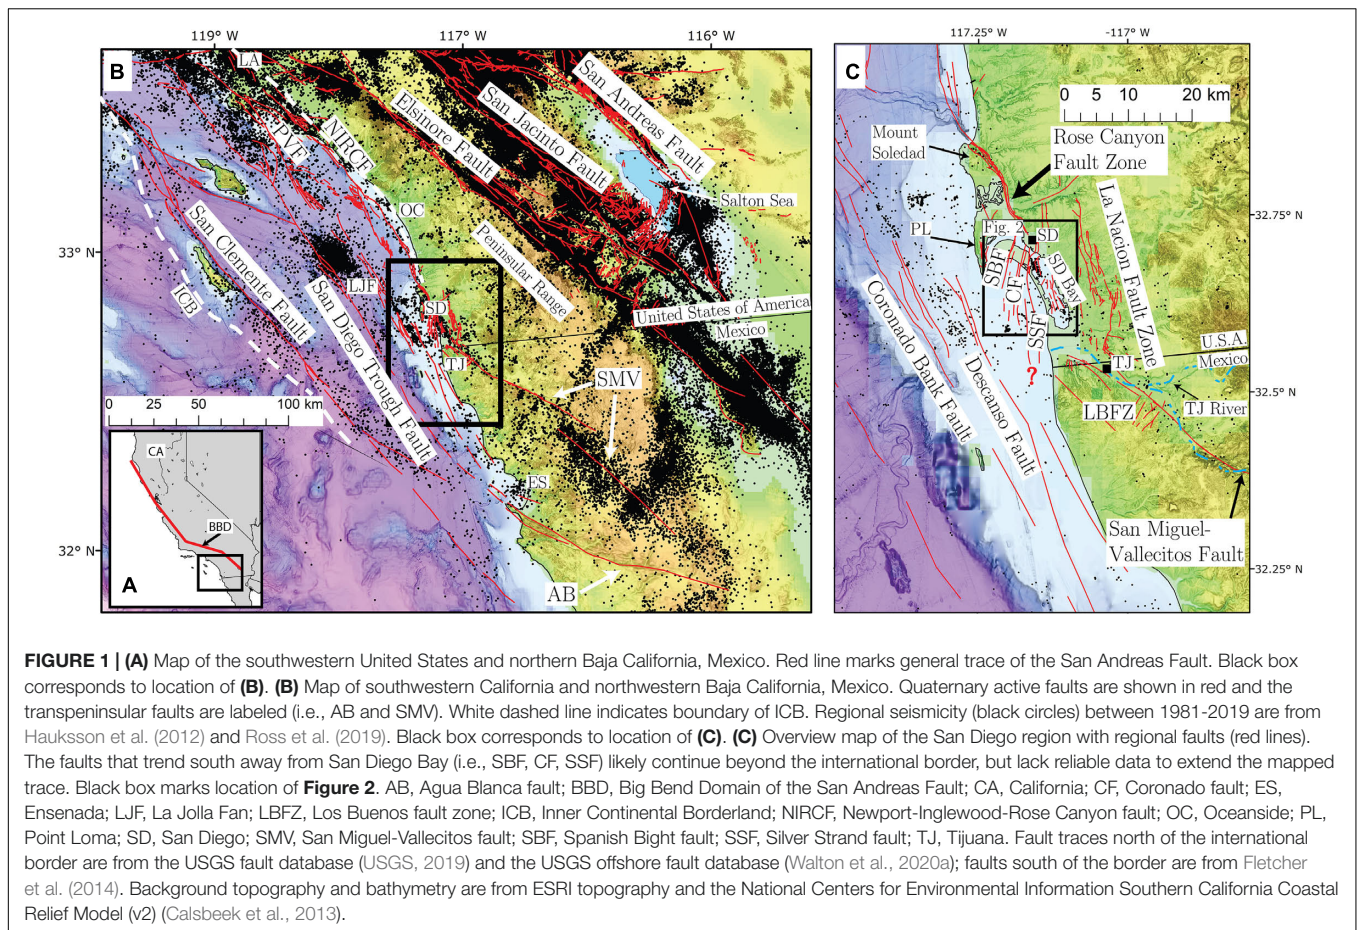 119° W
117° W
116° W
B
LA
PVF
NIRCF
Elsinore Fault
San Jacinto Fault
San Andreas Fault
Salton Sea
OC
33° N
San Clemente Fault
ICB
LJF
San Diego Trough Fault
Peninsular Range
SD
United States of America
Mexico
TJ
SMV
0 25 50 100 km
ES
32° N
AB
CA
BBD
A
C
117.25° W
-117° W
0 5 10 20 km
Mount
Soledad
Rose Canyon
Fault Zone
La Nacion Fault Zone
32.75° N
PL
Fig. 2
SD
SBF
CF
SD Bay
SSF
Coronado Bank Fault
Descanso Fault
?
U.S.A.
Mexico
TJ
TJ River
32.5° N
LBFZ
San Miguel-
Vallecitos Fault
32.25° N
FIGURE 1 | (A) Map of the southwestern United States and northern Baja California, Mexico. Red line marks general trace of the San Andreas Fault. Black box
corresponds to location of (B). (B) Map of southwestern California and northwestern Baja California, Mexico. Quaternary active faults are shown in red and the
transpeninsular faults are labeled (i.e., AB and SMV). White dashed line indicates boundary of ICB. Regional seismicity (black circles) between 1981-2019 are from
Hauksson et al. (2012) and Ross et al. (2019). Black box corresponds to location of (C). (C) Overview map of the San Diego region with regional faults (red lines).
The faults that trend south away from San Diego Bay (i.e., SBF, CF, SSF) likely continue beyond the international border, but lack reliable data to extend the mapped
trace. Black box marks location of Figure 2. AB, Agua Blanca fault; BBD, Big Bend Domain of the San Andreas Fault; CA, California; CF, Coronado fault; ES,
Ensenada; LJF, La Jolla Fan; LBFZ, Los Buenos fault zone; ICB, Inner Continental Borderland; NIRCF, Newport-Inglewood-Rose Canyon fault; OC, Oceanside; PL,
Point Loma; SD, San Diego; SMV, San Miguel-Vallecitos fault; SBF, Spanish Bight fault; SSF, Silver Strand fault; TJ, Tijuana. Fault traces north of the international
border are from the USGS fault database (USGS, 2019) and the USGS offshore fault database (Walton et al., 2020a); faults south of the border are from Fletcher
et al. (2014). Background topography and bathymetry are from ESRI topography and the National Centers for Environmental Information Southern California Coastal
Relief Model (v2) (Calsbeek et al., 2013).